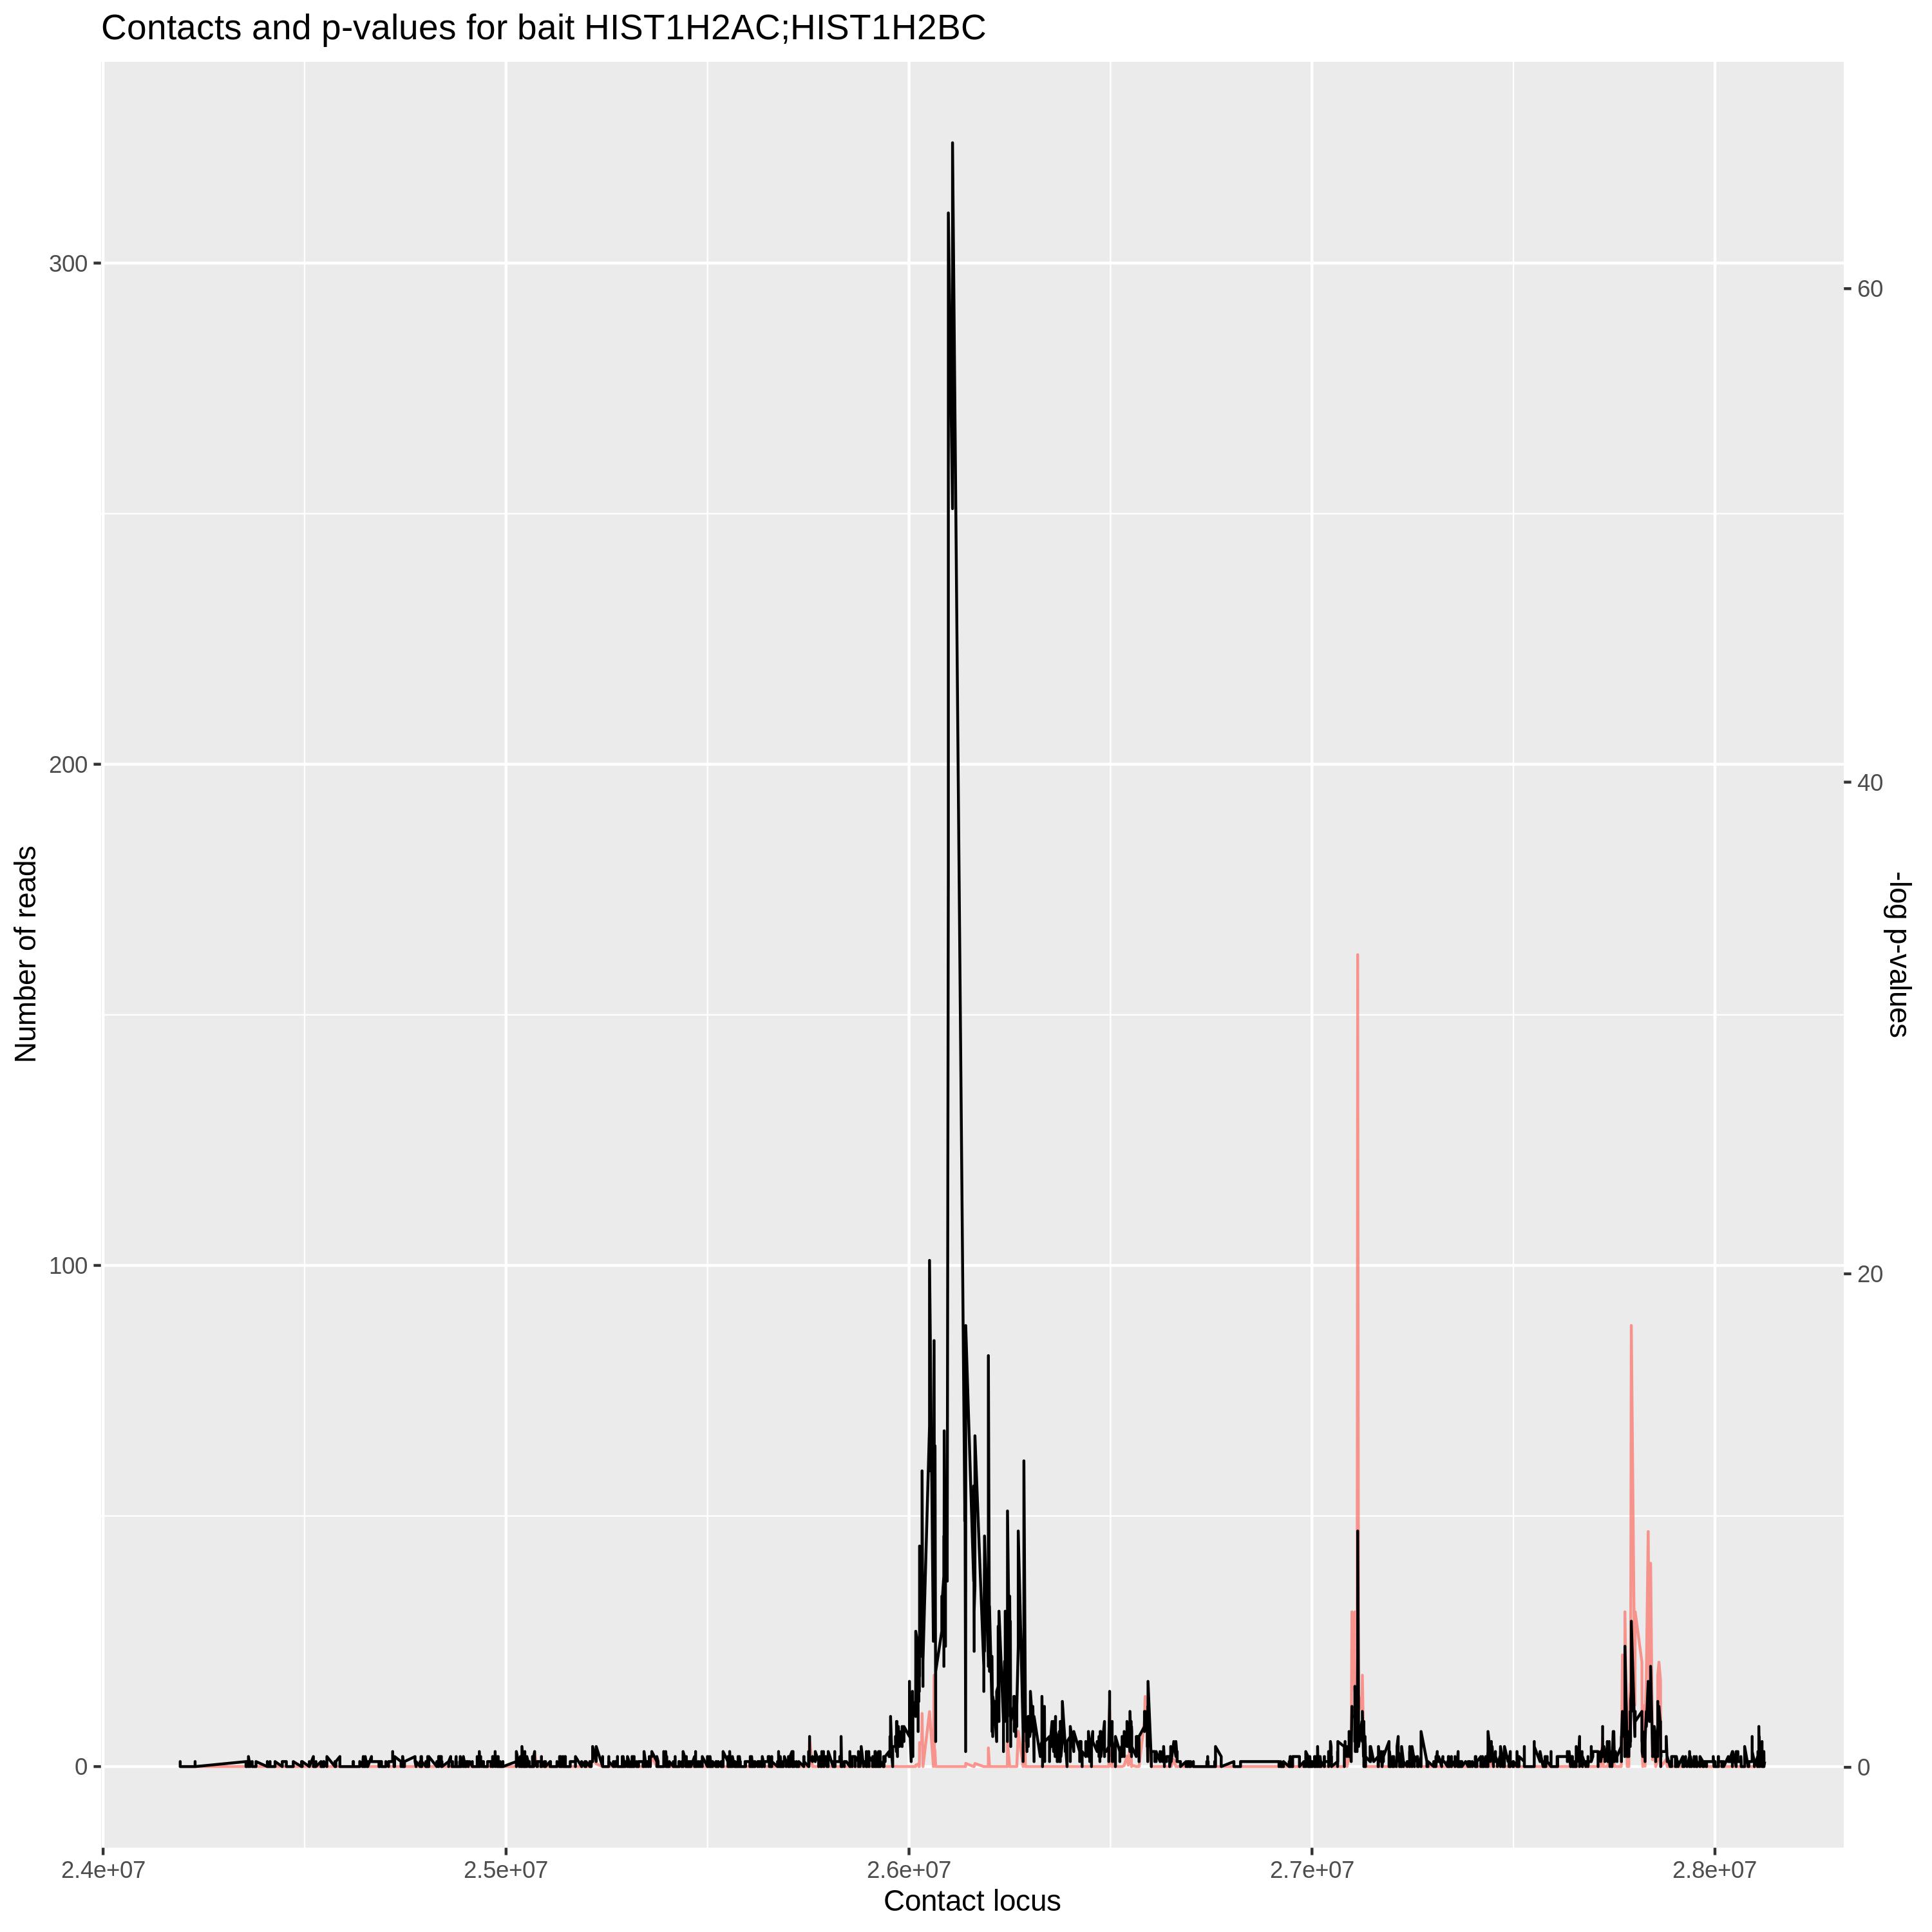 Contacts and p-values for bait HIST1H2AC;HIST1H2BC
300
200
100
0
Number of reads
60
40
20
0
-log p-values
2.4e+07
2.5e+07
2.6e+07
2.7e+07
2.8e+07
Contact locus